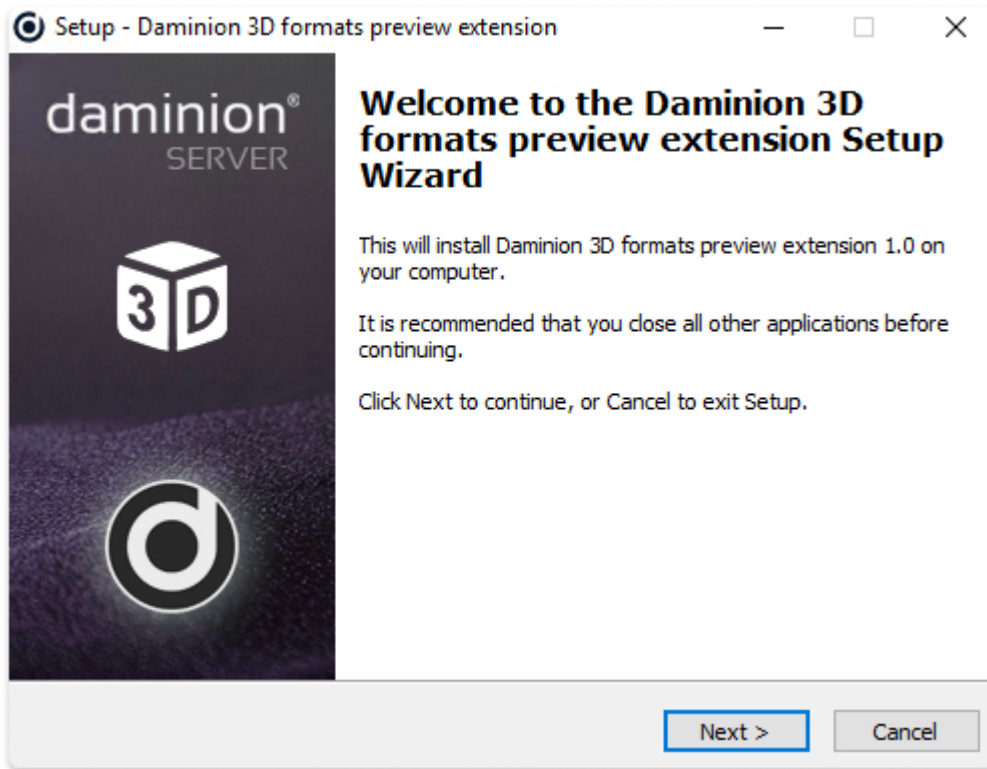 Setup - Daminion 3D formats preview extension
daminion®
SERVER
3D
Welcome to the Daminion 3D
formats preview extension Setup
Wizard
This will install Daminion 3D formats preview extension 1.0 on
your computer.
It is recommended that you close all other applications before
continuing.
Click Next to continue, or Cancel to exit Setup.
Next >
Cancel